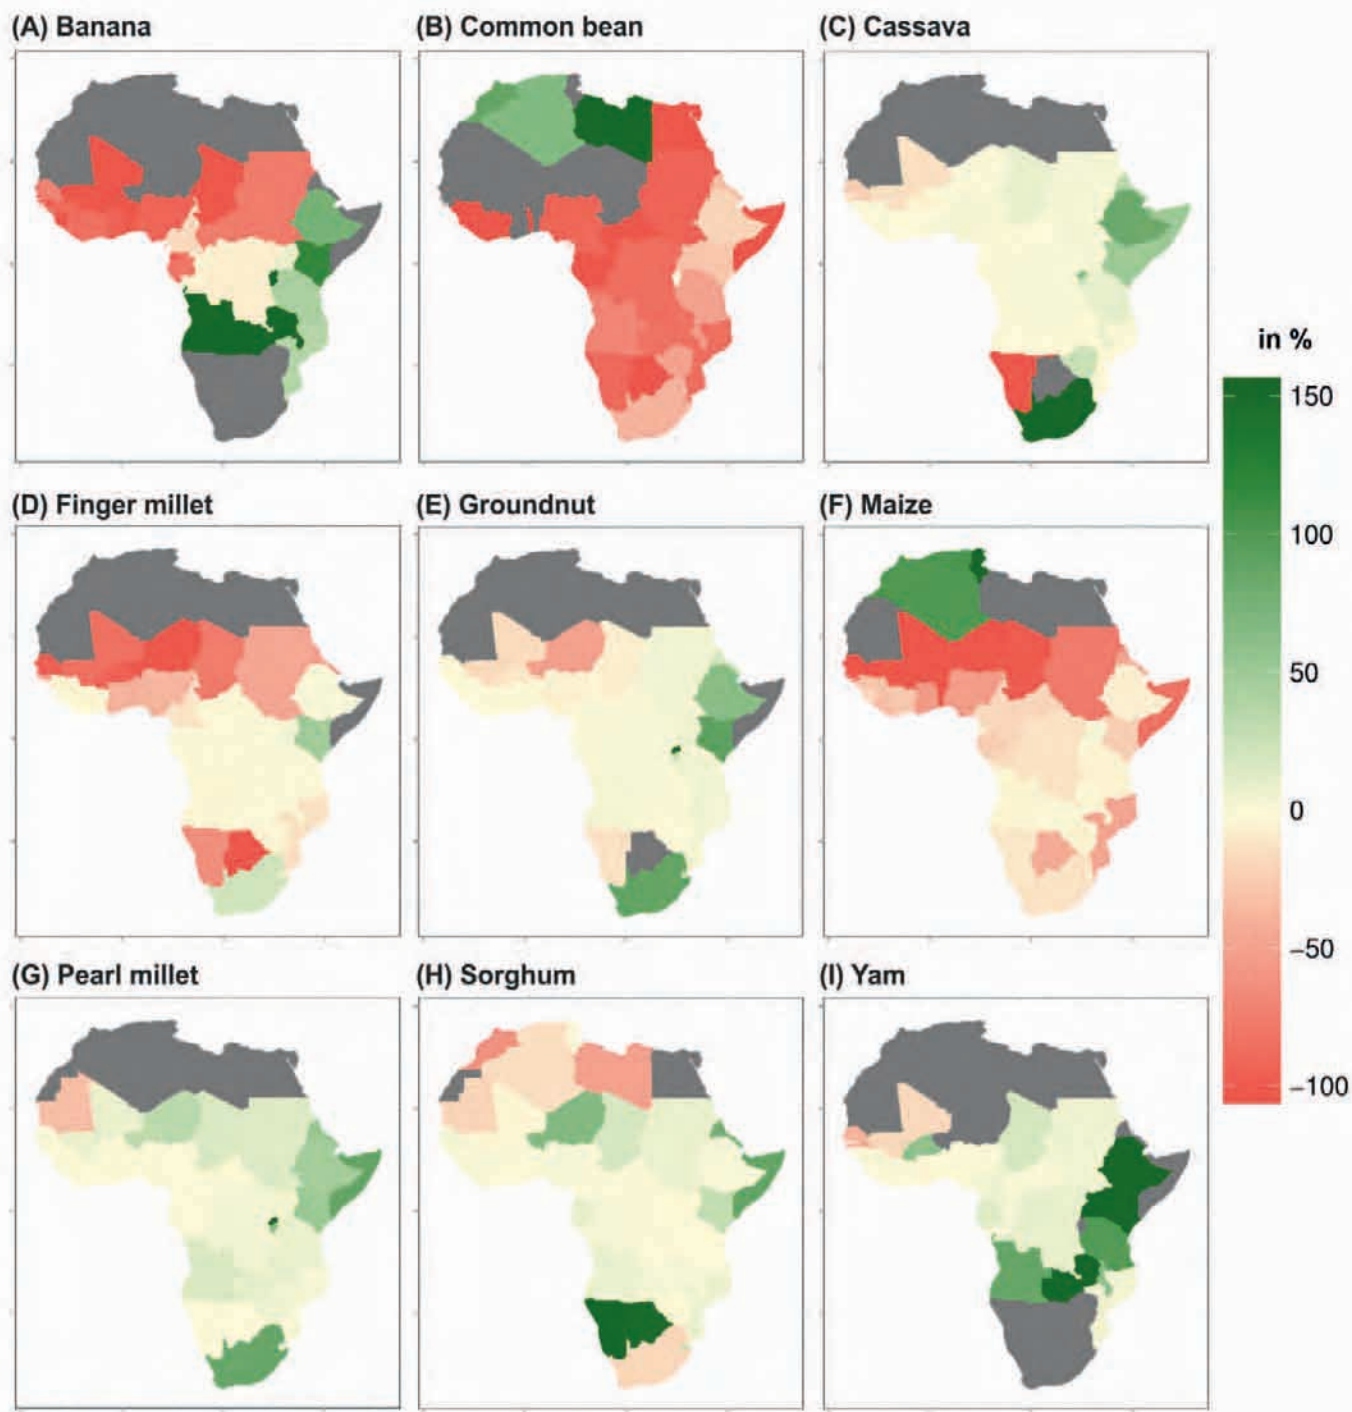 (A) Banana
(B) Common bean
(C) Cassava
in %
150
100
50
0
−50
−100
(D) Finger millet
(E) Groundnut
(F) Maize
(G) Pearl millet
(H) Sorghum
(I) Yam